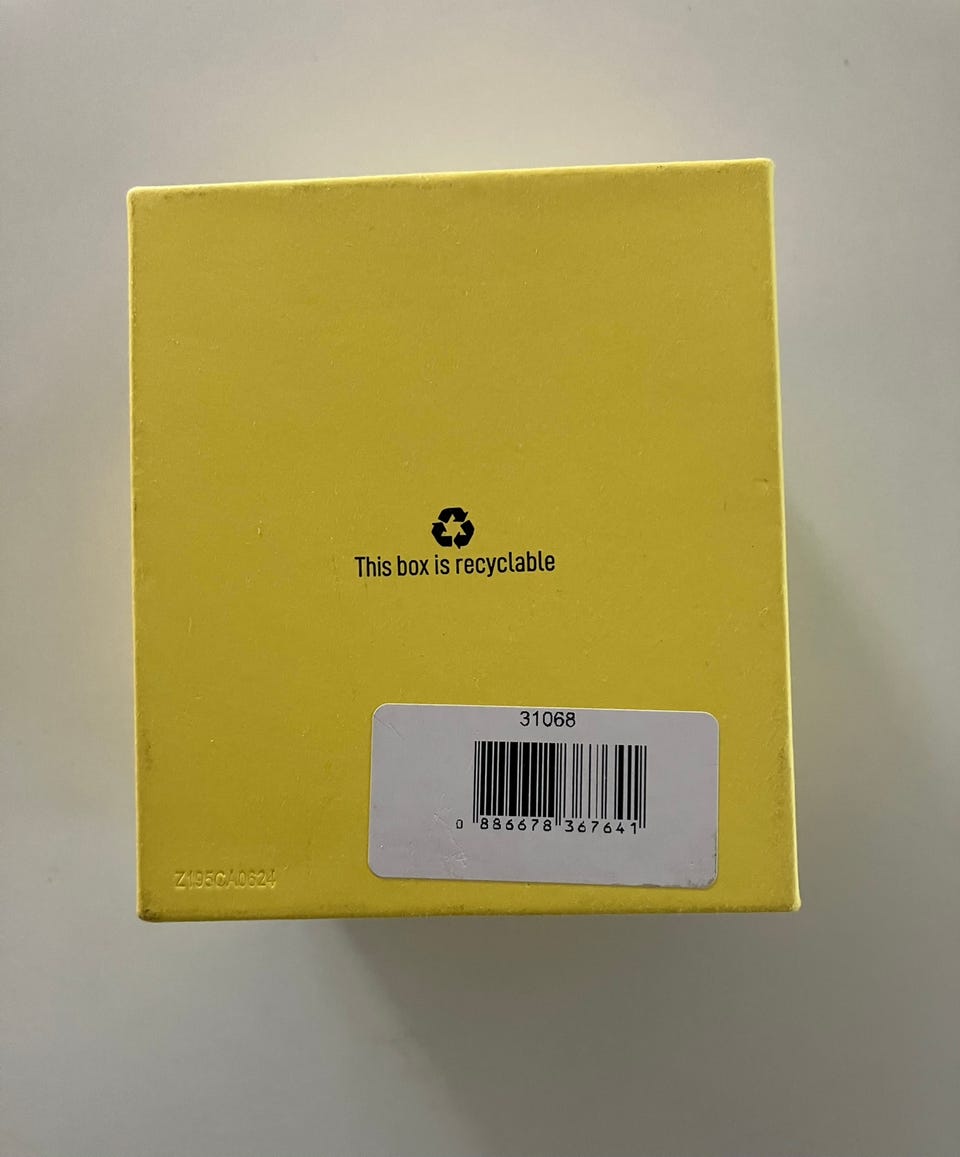 This box is recyclable
31068
0 886678 367641
Z195CA0624